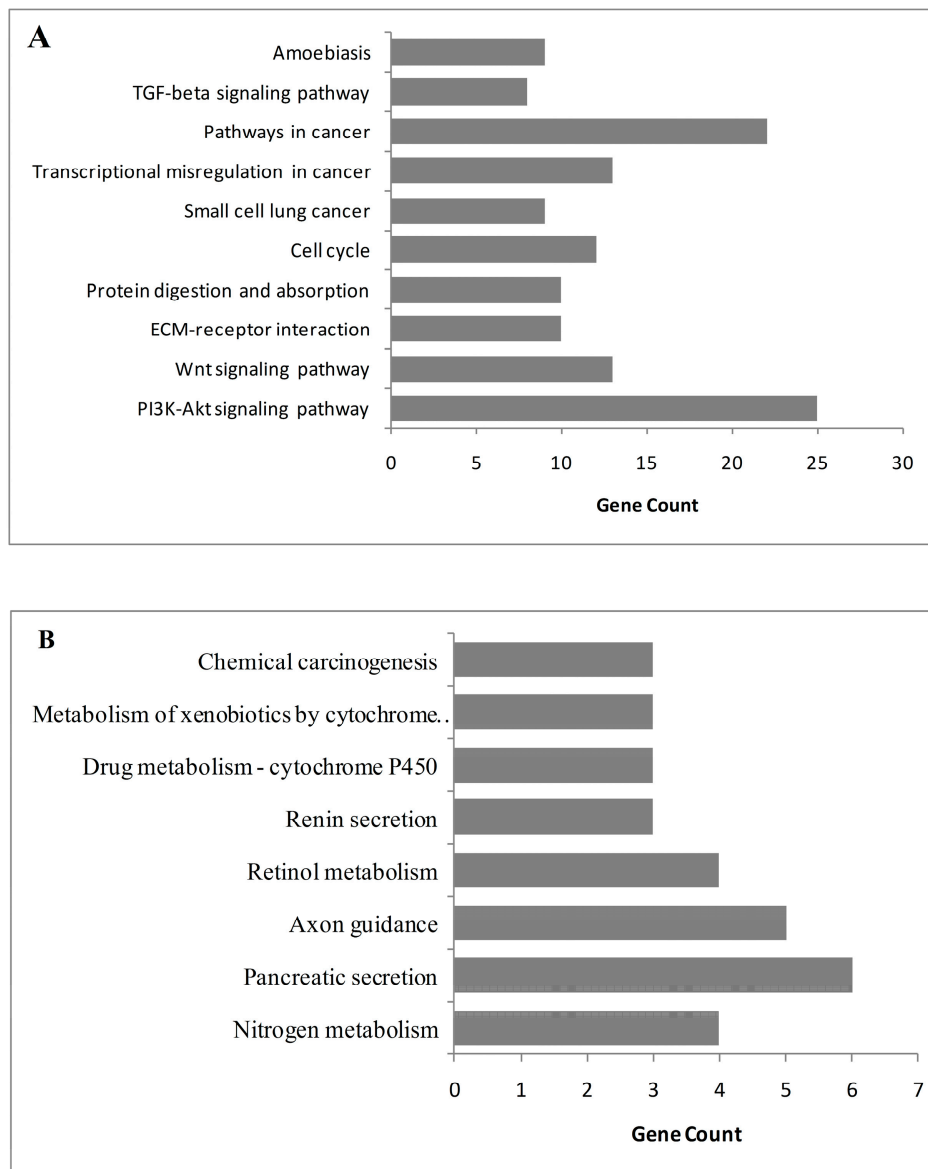 A
Amoebiasis
TGF-beta signaling pathway
Pathways in cancer
Transcriptional misregulation in cancer
Small cell lung cancer
Cell cycle
Protein digestion and absorption
ECM-receptor interaction
Wnt signaling pathway
PI3K-Akt signaling pathway
0 5 10 15 20 25 30
Gene Count
B
Chemical carcinogenesis
Metabolism of xenobiotics by cytochrome..
Drug metabolism - cytochrome P450
Renin secretion
Retinol metabolism
Axon guidance
Pancreatic secretion
Nitrogen metabolism
0 1 2 3 4 5 6 7
Gene Count